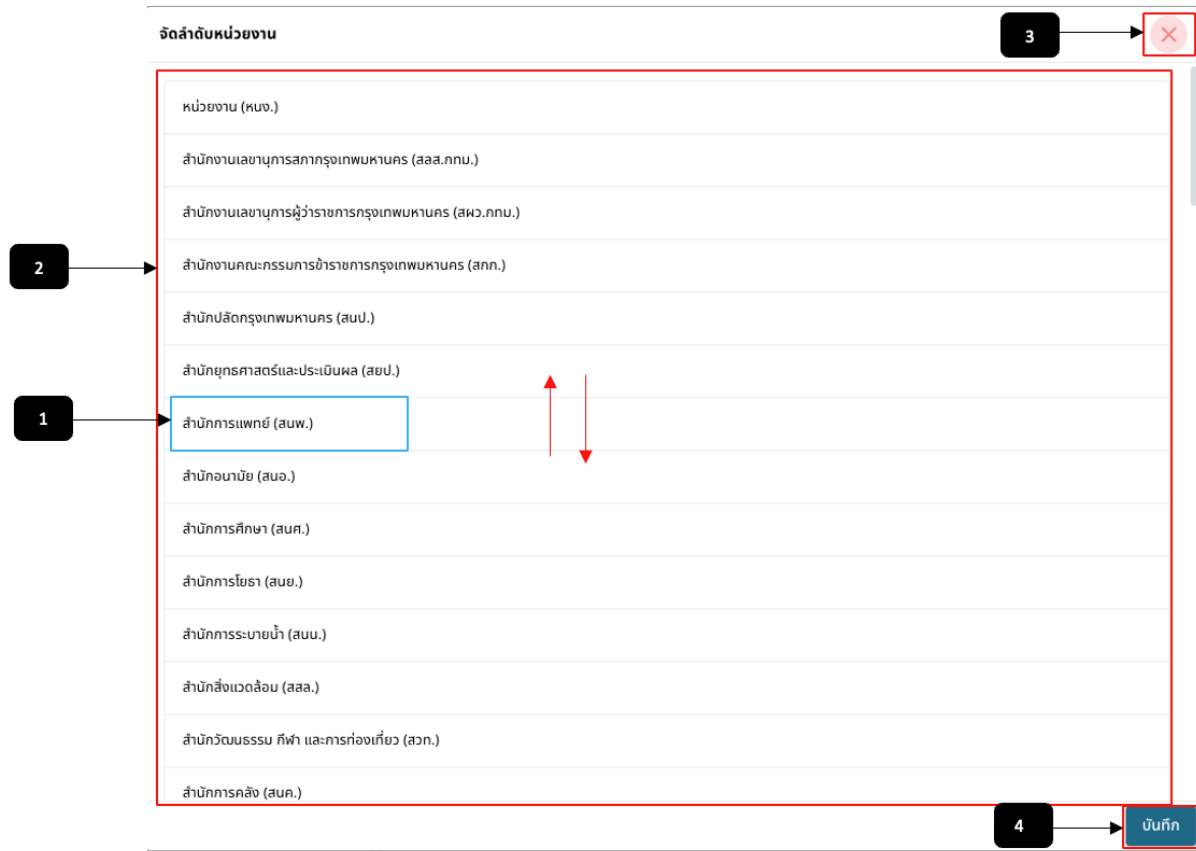 จัดลำดับหน่วยงาน
3
หน่วยงาน (หนง.)
สำนักงานเลขานุการสภากรุงเทพมหานคร (สลส.กทม.)
สำนักงานเลขานุการผู้ว่าราชการกรุงเทพมหานคร (สผว.กทม.)
2
สำนักงานคณะกรรมการข้าราชการกรุงเทพมหานคร (สกก.)
สำนักปลัดกรุงเทพมหานคร (สนป.)
สำนักยุทธศาสตร์และประเมินผล (สยป.)
1
สำนักการแพทย์ (สนพ.)
สำนักอนามัย (สนอ.)
สำนักการศึกษา (สนศ.)
สำนักการโยธา (สนย.)
สำนักการระบายน้ำ (สนน.)
สำนักสิ่งแวดล้อม (สสล.)
สำนักวัฒนธรรม กีฬา และการท่องเที่ยว (สวท.)
สำนักการคลัง (สนค.)
4
บันทึก